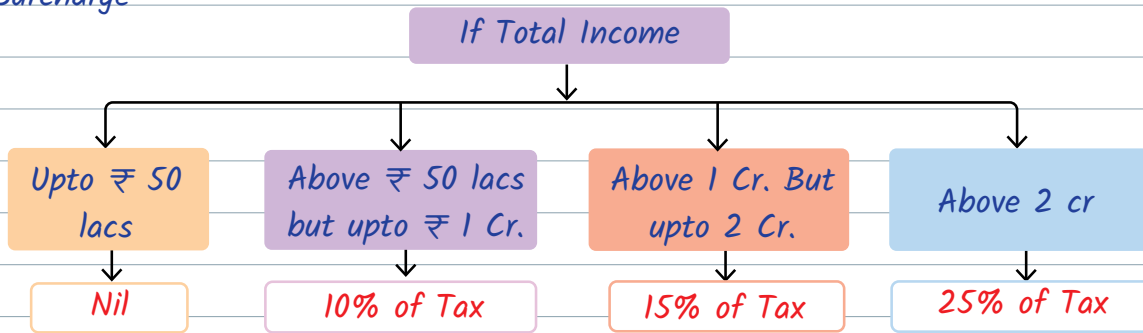 Surcharge
If Total Income
Upto ₹ 50
lacs
Above ₹ 50 lacs
but upto ₹ 1 Cr.
Above 1 Cr. But
upto 2 Cr.
Above 2 cr
Nil
10% of Tax
15% of Tax
25% of Tax